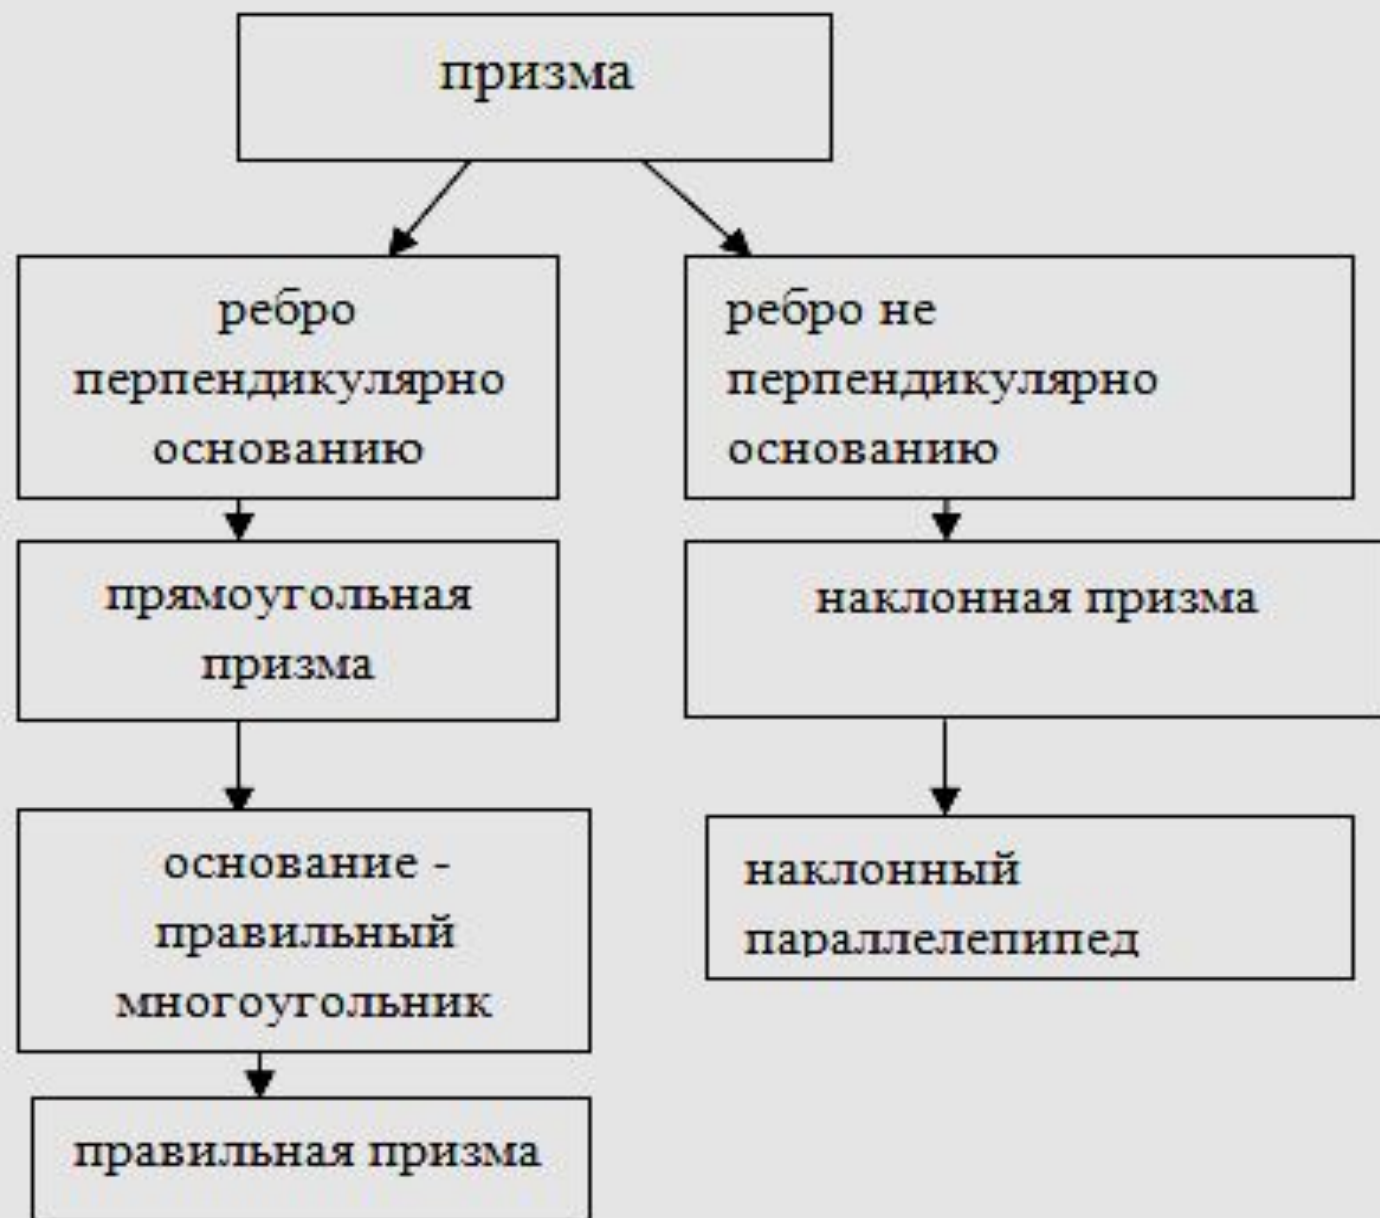 призма
ребро
перпендикулярно
основанию
ребро не
перпендикулярно
основанию
прямоугольная
призма
наклонная призма
основание -
правильный
многоугольник
наклонный
параллелепипед
правильная призма